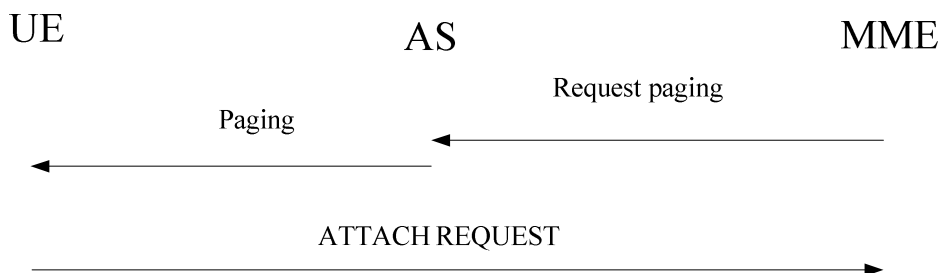 UE
AS
MME
Request paging
Paging
ATTACH REQUEST